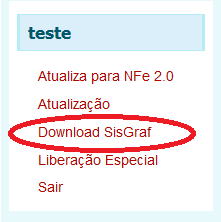 teste
Atualiza para NFe 2.0
Atualização
Download SisGraf
Liberação Especial
Sair